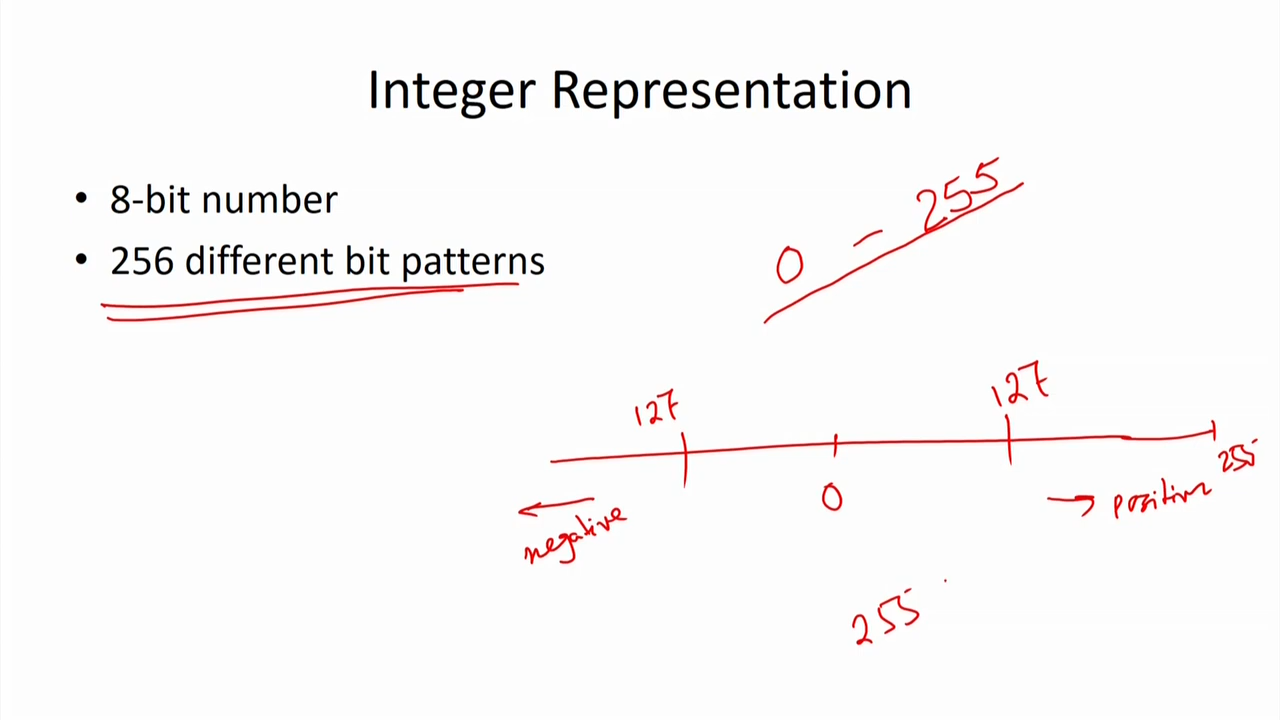 Integer Representation
• 8-bit number
• 256 different bit patterns
0 - 255
127
127
255
0
negative
→ positive
255